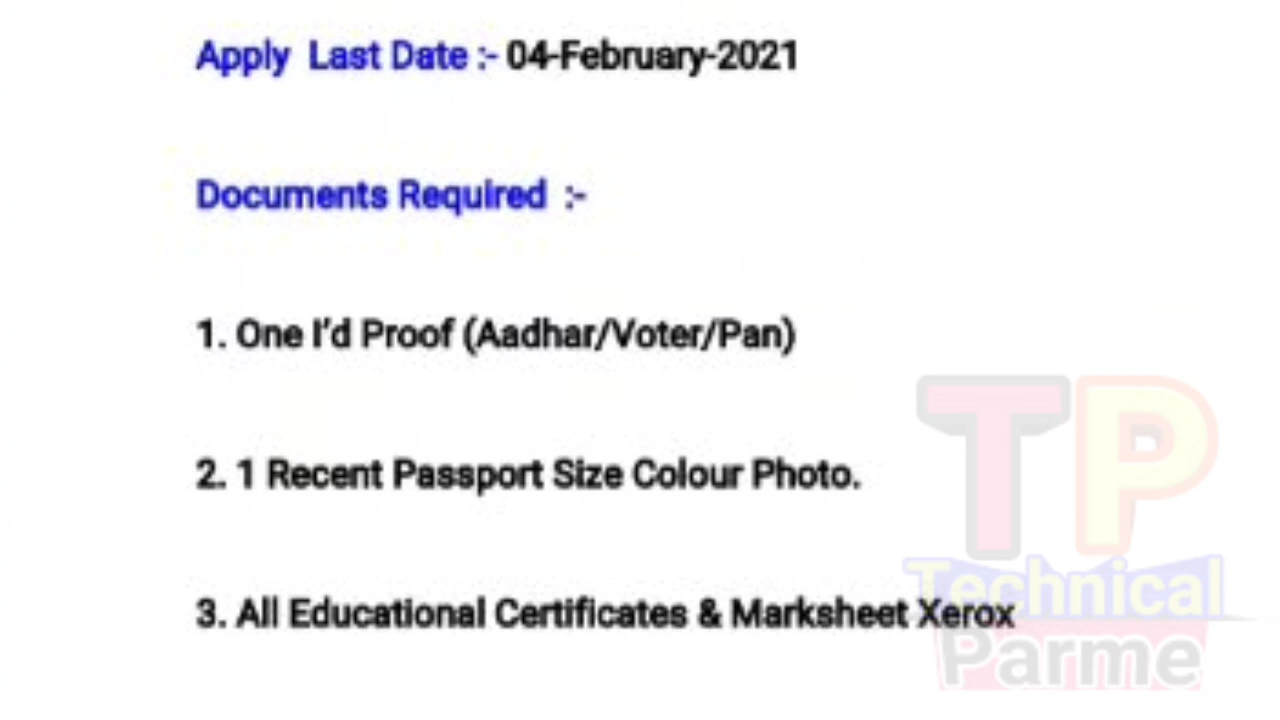 Apply Last Date :- 04-February-2021
Documents Required :-
1. One I'd Proof (Aadhar/Voter/Pan)
2. 1 Recent Passport Size Colour Photo.
3. All Educational Certificates & Marksheet Xerox
TP
Technical
Parme